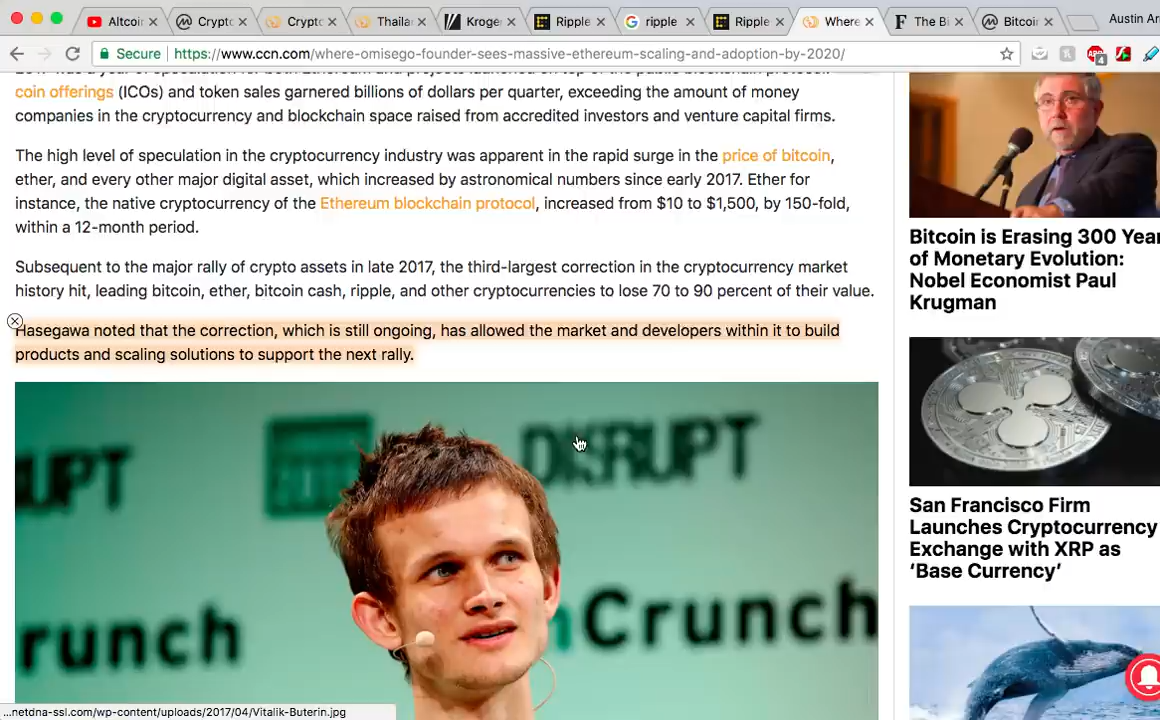 Altcoin
Crypto
Crypto
Thaila
Kroge
Ripple
ripple
Ripple
Where
The Bi
Bitcoin
Austin Ar
Secure
https://www.ccn.com/where-omisego-founder-sees-massive-ethereum-scaling-and-adoption-by-2020/
4
coin offerings (ICOs) and token sales garnered billions of dollars per quarter, exceeding the amount of money
companies in the cryptocurrency and blockchain space raised from accredited investors and venture capital firms.
The high level of speculation in the cryptocurrency industry was apparent in the rapid surge in the price of bitcoin,
ether, and every other major digital asset, which increased by astronomical numbers since early 2017. Ether for
instance, the native cryptocurrency of the Ethereum blockchain protocol, increased from $10 to $1,500, by 150-fold,
within a 12-month period.
Subsequent to the major rally of crypto assets in late 2017, the third-largest correction in the cryptocurrency market
history hit, leading bitcoin, ether, bitcoin cash, ripple, and other cryptocurrencies to lose 70 to 90 percent of their value.
Hasegawa noted that the correction, which is still ongoing, has allowed the market and developers within it to build
products and scaling solutions to support the next rally.
UPT
DISRUPT
runch
nCrunch
Bitcoin is Erasing 300 Year
of Monetary Evolution:
Nobel Economist Paul
Krugman
San Francisco Firm
Launches Cryptocurrency
Exchange with XRP as
‘Base Currency’
...netdna-ssl.com/wp-content/uploads/2017/04/Vitalik-Buterin.jpg